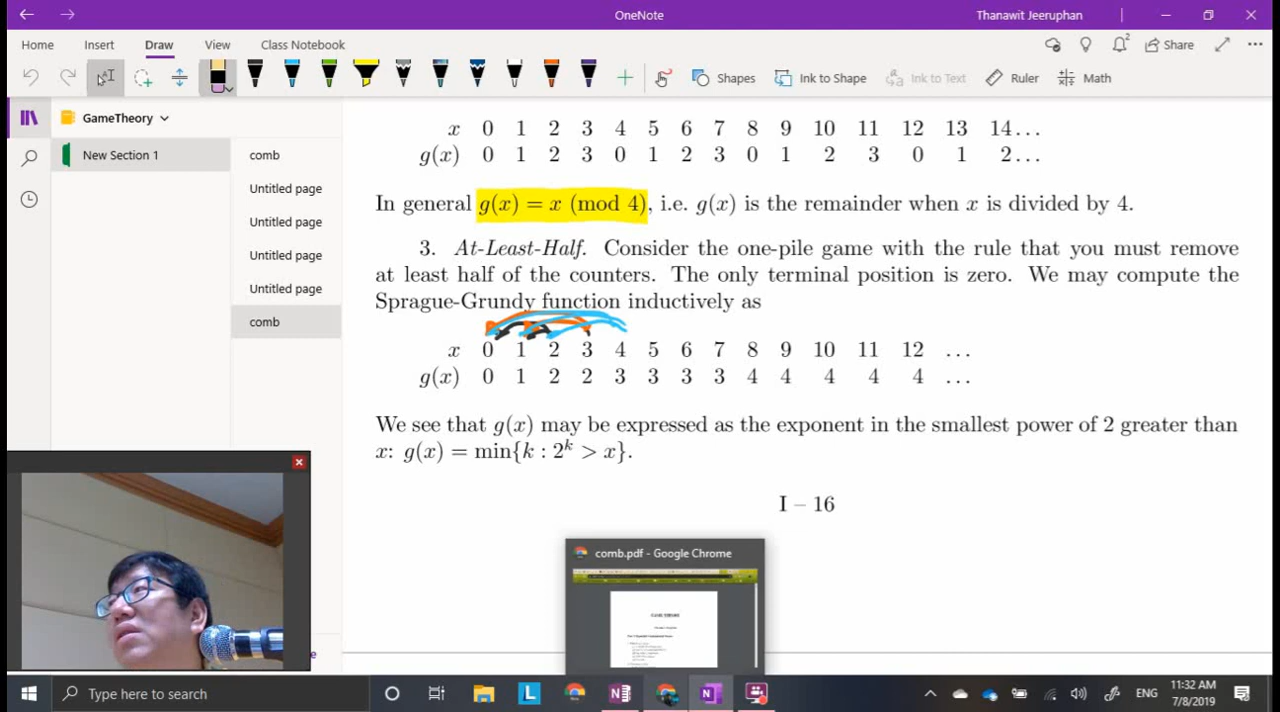 OneNote
Thanawit Jeeruphan
Home Insert Draw View Class Notebook
Share
Shapes Ink to Shape Ink to Text Ruler Math
GameTheory
New Section 1
comb
Untitled page
Untitled page
Untitled page
Untitled page
comb
x 0 1 2 3 4 5 6 7 8 9 10 11 12 13 14...
g(x) 0 1 2 3 0 1 2 3 0 1 2 3 0 1 2...
In general g(x) = x (mod 4), i.e. g(x) is the remainder when x is divided by 4.
3. At-Least-Half. Consider the one-pile game with the rule that you must remove
at least half of the counters. The only terminal position is zero. We may compute the
Sprague-Grundy function inductively as
x 0 1 2 3 4 5 6 7 8 9 10 11 12 ...
g(x) 0 1 2 2 3 3 3 3 4 4 4 4 4 ...
We see that g(x) may be expressed as the exponent in the smallest power of 2 greater than
x: g(x) = min{k : 2^k > x}.
I – 16
comb.pdf - Google Chrome
Type here to search
ENG
11:32 AM
7/8/2019